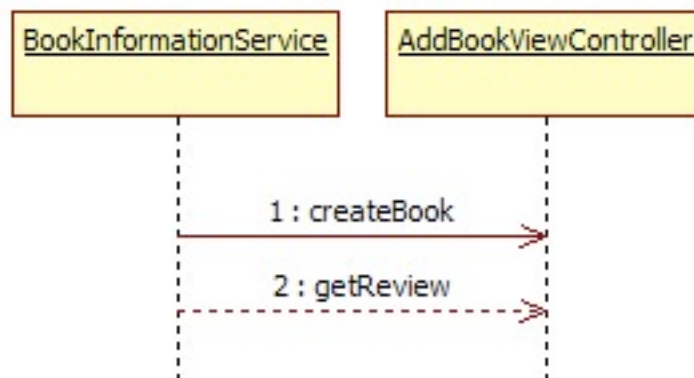 BookInformationService
AddBookViewController
1 : createBook
2 : getReview